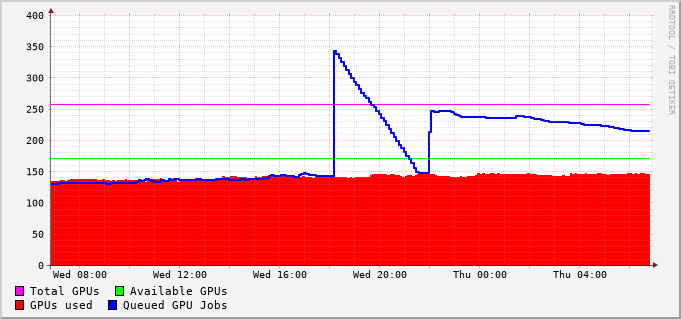 400
350
300
250
200
150
100
50
0
Wed 08:00 Wed 12:00 Wed 16:00 Wed 20:00 Thu 00:00 Thu 04:00
Total GPUs Available GPUs
GPUs used Queued GPU Jobs
RRDTOOL / TOBI OETIKER